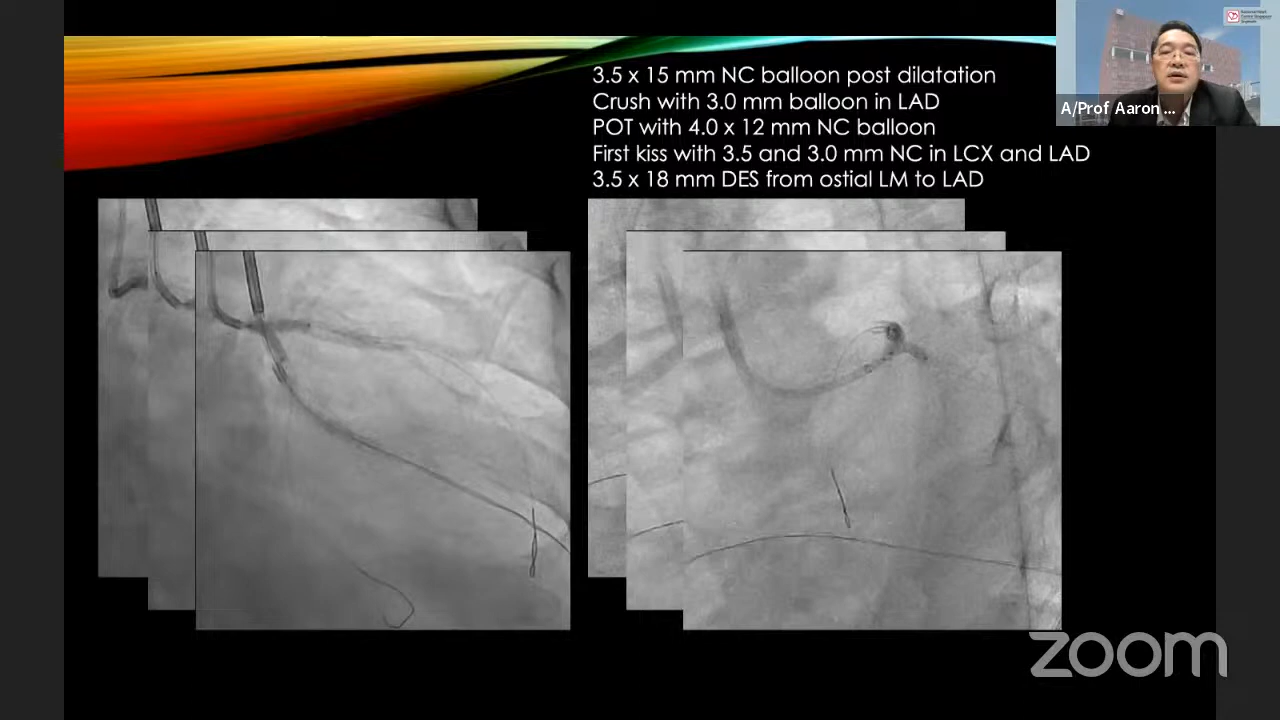 3.5 x 15 mm NC balloon post dilatation
Crush with 3.0 mm balloon in LAD
POT with 4.0 x 12 mm NC balloon
First kiss with 3.5 and 3.0 mm NC in LCX and LAD
3.5 x 18 mm DES from ostial LM to LAD
A/Prof Aaron ...
zoom